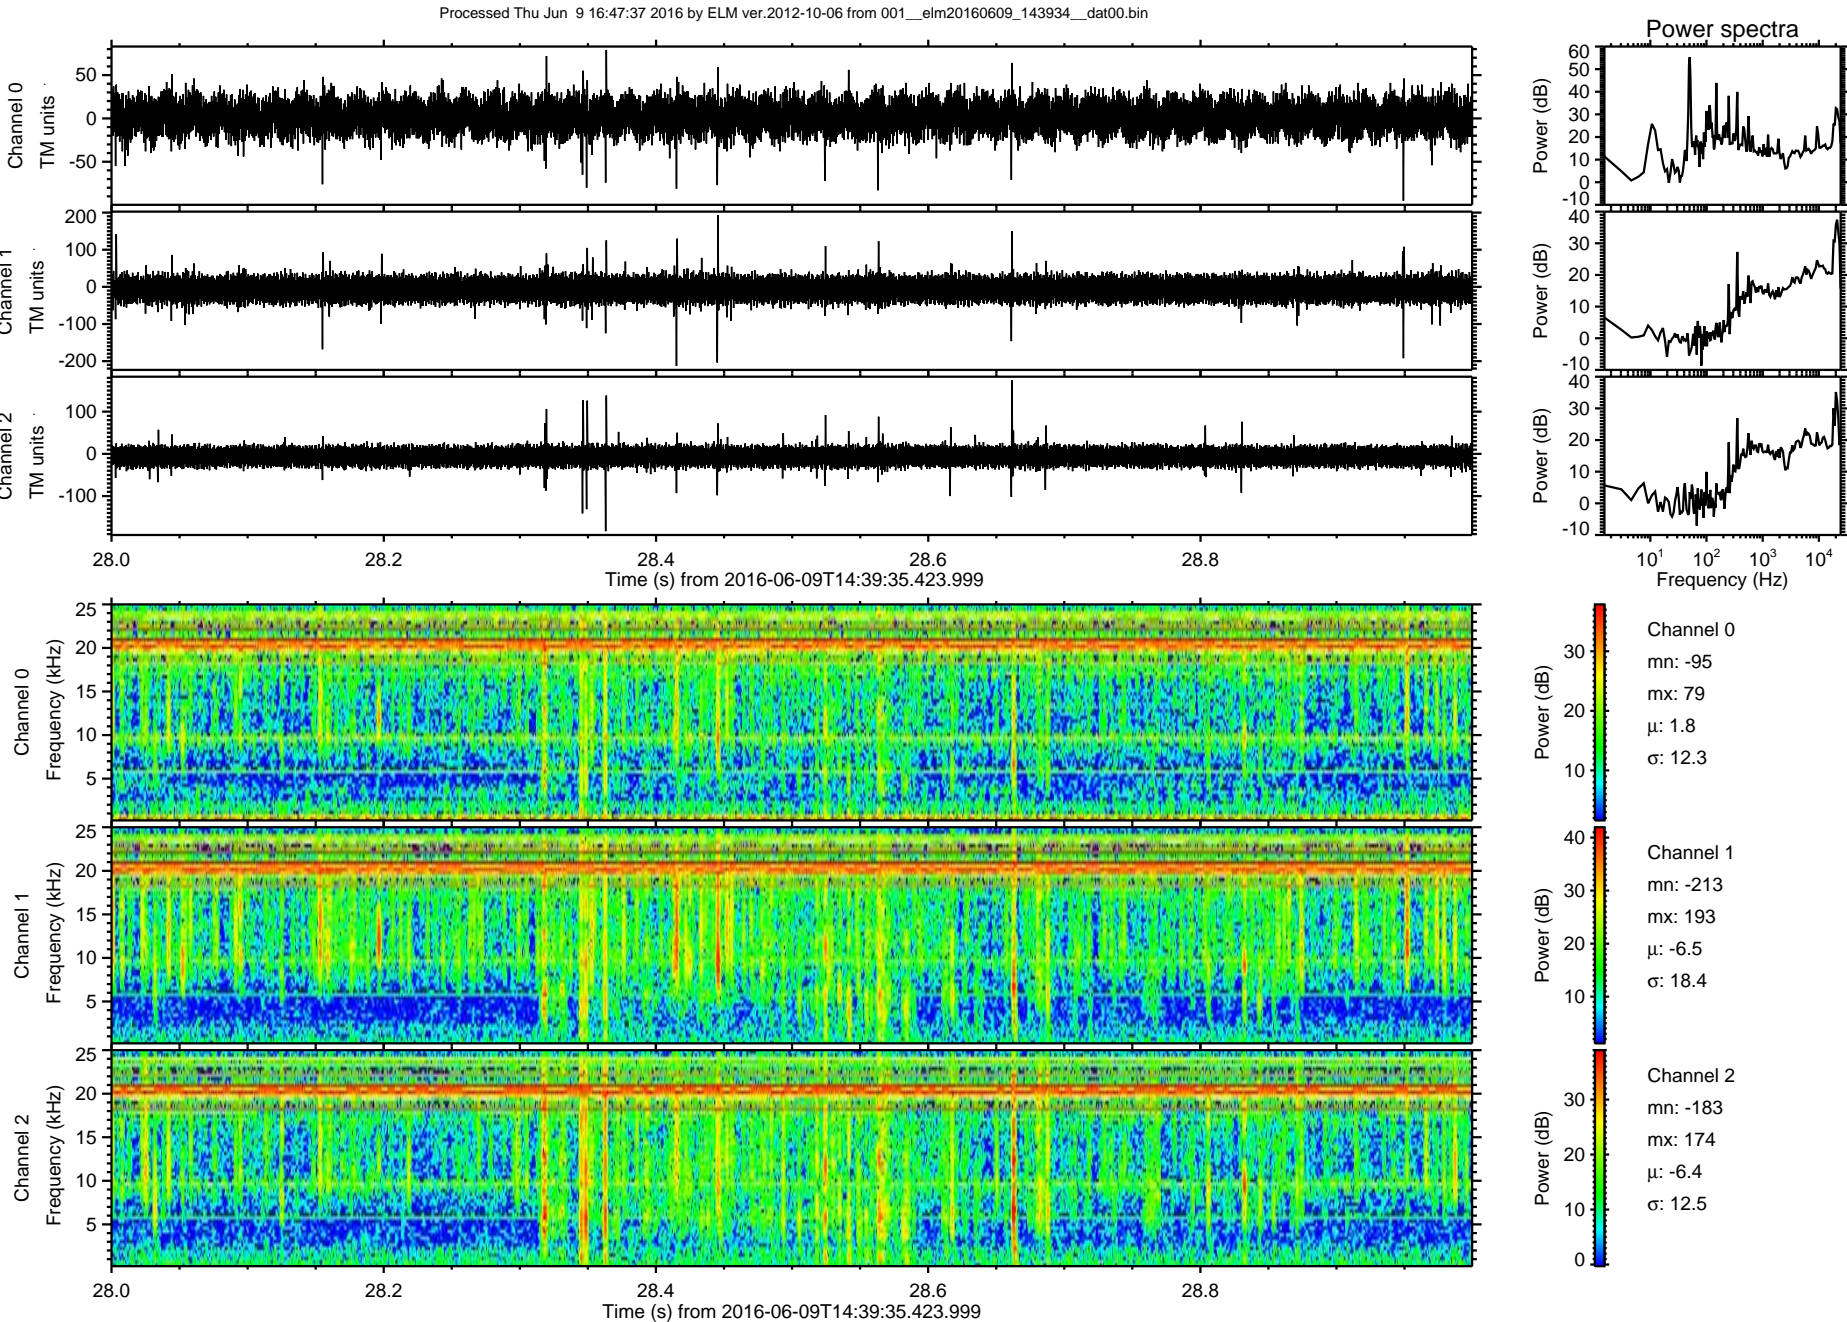 Processed Thu Jun  9 16:47:37 2016 by ELM ver.2012-10-06 from 001__elm20160609_143934__dat00.bin
Power spectra
Channel 0
TM units
50
0
-50
Power (dB)
60
50
40
30
20
10
0
-10
Channel 1
TM units
200
100
0
-100
-200
Power (dB)
40
30
20
10
0
-10
Channel 2
TM units
100
0
-100
Power (dB)
40
30
20
10
0
-10
28.0 28.2 28.4 28.6 28.8
Time (s) from 2016-06-09T14:39:35.423.999
10¹ 10² 10³ 10⁴
Frequency (Hz)
Channel 0
Frequency (kHz)
25
20
15
10
5
Power (dB)
30
20
10
Channel 0
mn: -95
mx: 79
μ: 1.8
σ: 12.3
Channel 1
Frequency (kHz)
25
20
15
10
5
Power (dB)
40
30
20
10
Channel 1
mn: -213
mx: 193
μ: -6.5
σ: 18.4
Channel 2
Frequency (kHz)
25
20
15
10
5
Power (dB)
30
20
10
0
Channel 2
mn: -183
mx: 174
μ: -6.4
σ: 12.5
28.0 28.2 28.4 28.6 28.8
Time (s) from 2016-06-09T14:39:35.423.999